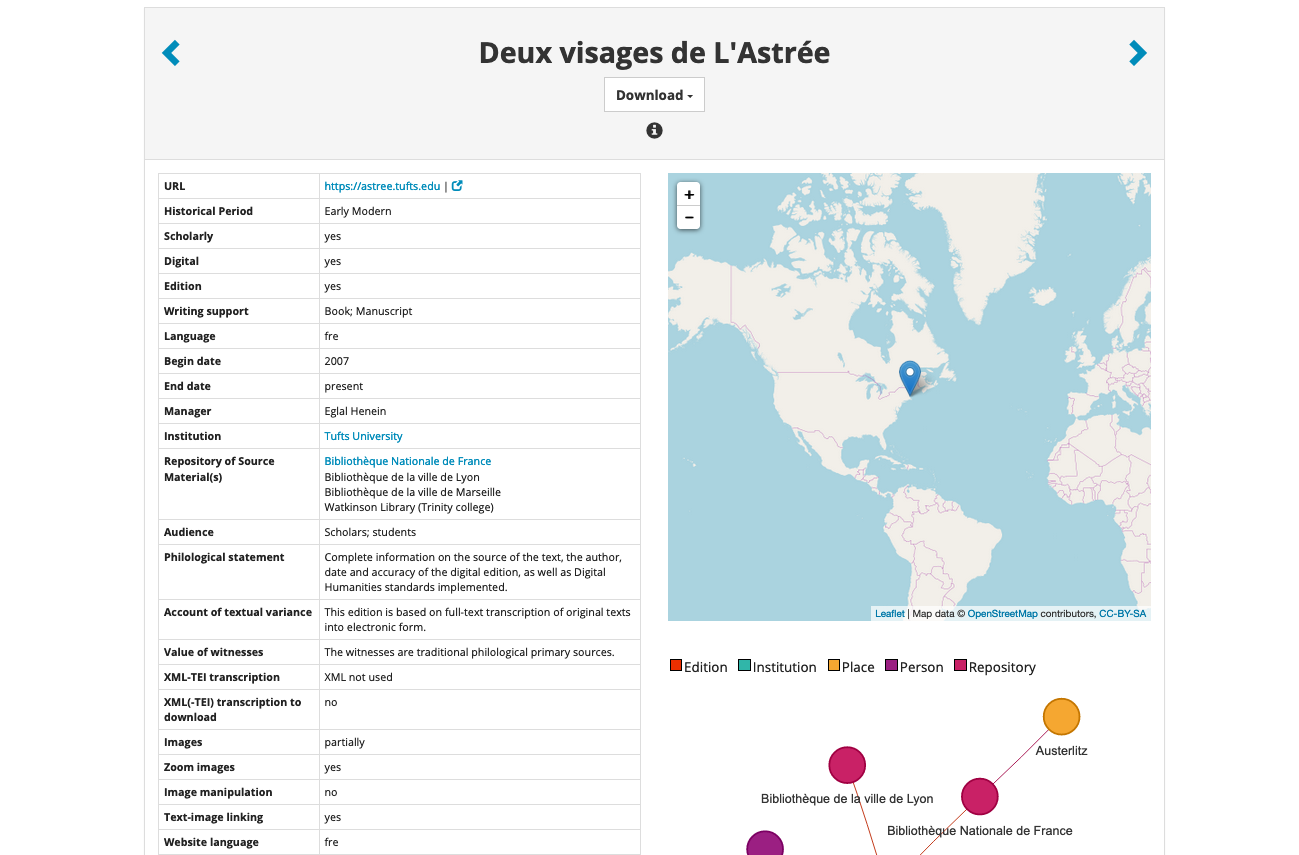 Deux visages de L'Astrée
Download
URL https://astree.tufts.edu |
Historical Period Early Modern
Scholarly yes
Digital yes
Edition yes
Writing support Book; Manuscript
Language fre
Begin date 2007
End date present
Manager Eglal Henein
Institution Tufts University
Repository of Source Bibliothèque Nationale de France
Material(s) Bibliothèque de la ville de Lyon
Bibliothèque de la ville de Marseille
Watkinson Library (Trinity college)
Audience Scholars; students
Philological statement Complete information on the source of the text, the author,
date and accuracy of the digital edition, as well as Digital
Humanities standards implemented.
Account of textual variance This edition is based on full-text transcription of original texts
into electronic form.
Value of witnesses The witnesses are traditional philological primary sources.
XML-TEI transcription XML not used
XML(-TEI) transcription to no
download
Images partially
Zoom images yes
Image manipulation no
Text-image linking yes
Website language fre
+
−
Leaflet | Map data © OpenStreetMap contributors, CC-BY-SA
Edition Institution Place Person Repository
Austerlitz
Bibliothèque de la ville de Lyon
Bibliothèque Nationale de France